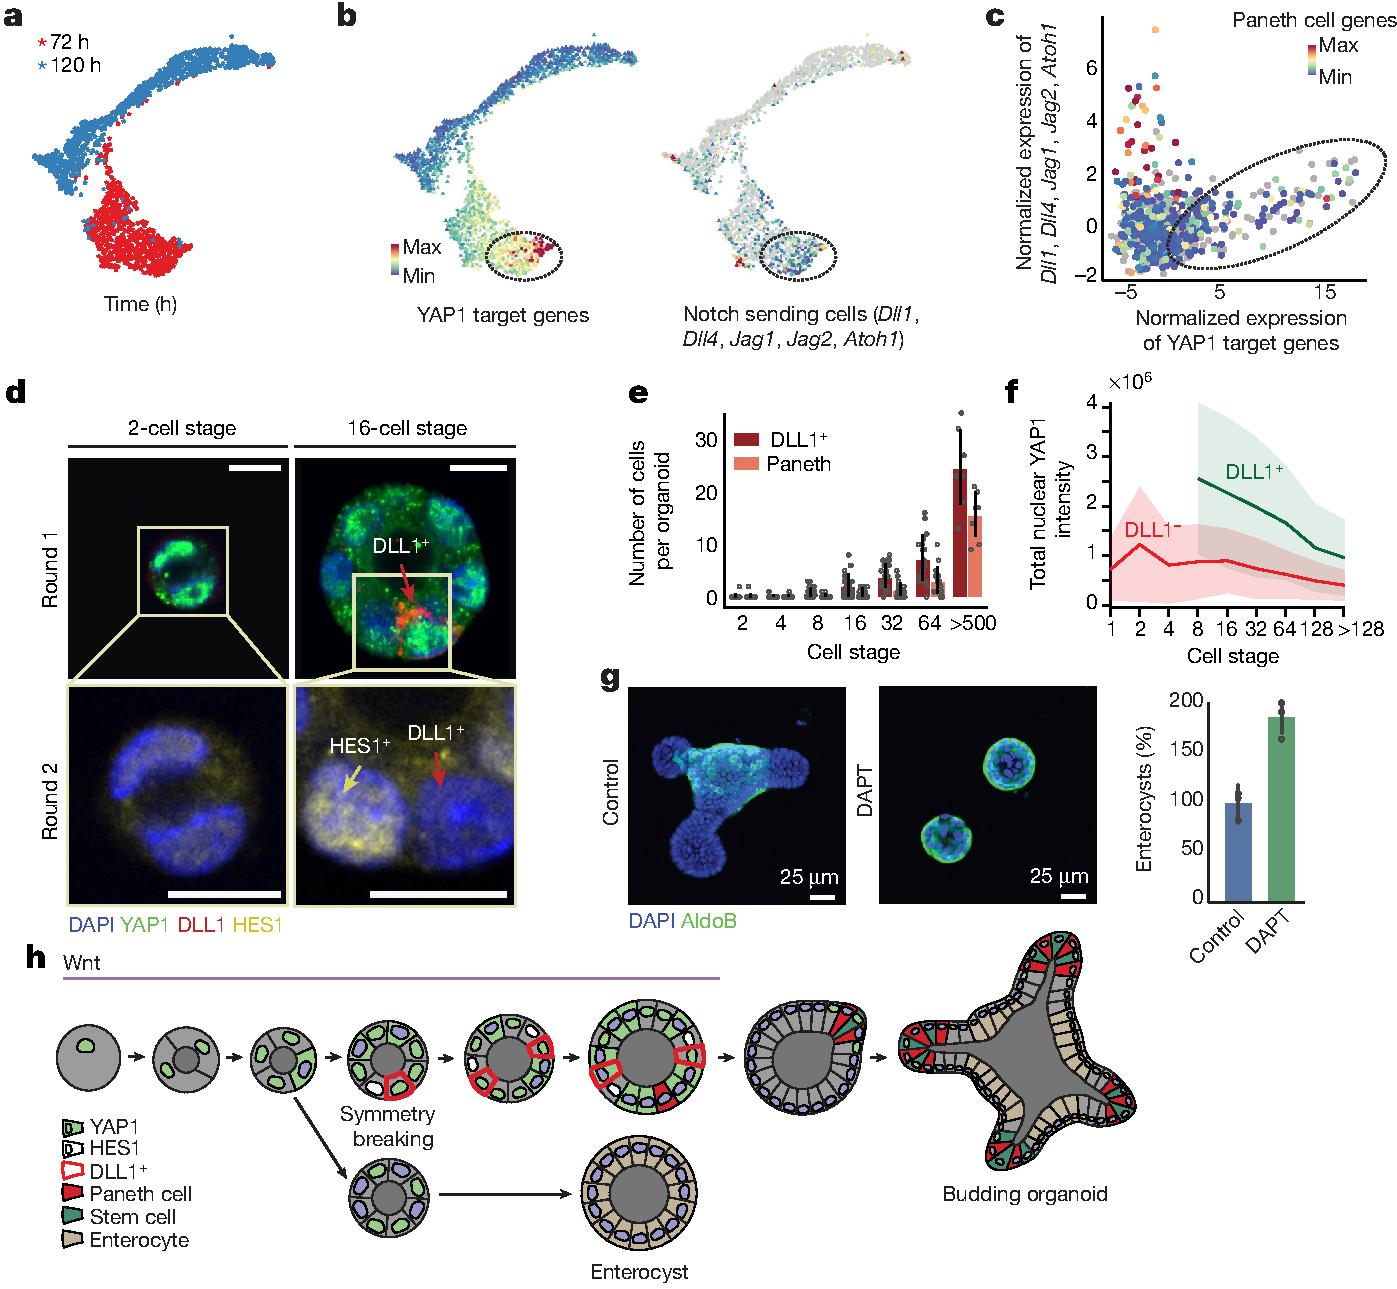 a
* 72 h
* 120 h
Time (h)
b
Max
Min
YAP1 target genes
Notch sending cells (Dll1,
Dll4, Jag1, Jag2, Atoh1)
c
Paneth cell genes
Max
Min
Normalized expression of
Dll1, Dll4, Jag1, Jag2, Atoh1
6
4
2
0
−2
−5
5
15
Normalized expression
of YAP1 target genes
d
2-cell stage
16-cell stage
Round 1
DLL1+
Round 2
HES1+
DLL1+
DAPI YAP1 DLL1 HES1
e
Number of cells
per organoid
30
20
10
0
DLL1+
Paneth
2 4 8 16 32 64 >500
Cell stage
f
×10⁶
Total nuclear YAP1
intensity
4
3
2
1
0
DLL1+
DLL1−
1 2 4 8 16 32 64 128 >128
Cell stage
g
Control
25 µm
DAPT
25 µm
DAPI AldoB
Enterocysts (%)
200
150
100
50
0
Control
DAPT
h
Wnt
Symmetry
breaking
YAP1
HES1
DLL1+
Paneth cell
Stem cell
Enterocyte
Enterocyst
Budding organoid